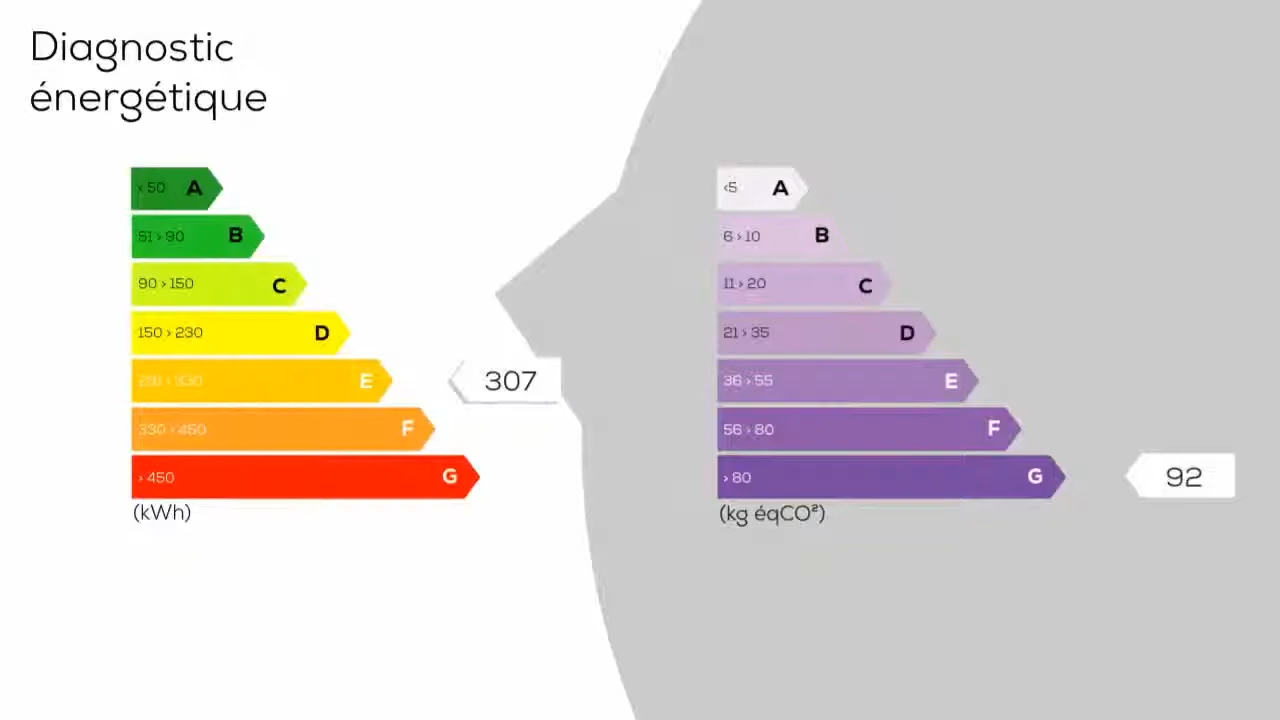 Diagnostic
énergétique
< 50 A
51 > 90 B
90 > 150 C
150 > 230 D
E
330 > 450 F
> 450 G
(kWh)
307
<5 A
6 > 10 B
11 > 20 C
21 > 35 D
36 > 55 E
56 > 80 F
> 80 G
(kg éqCO²)
92